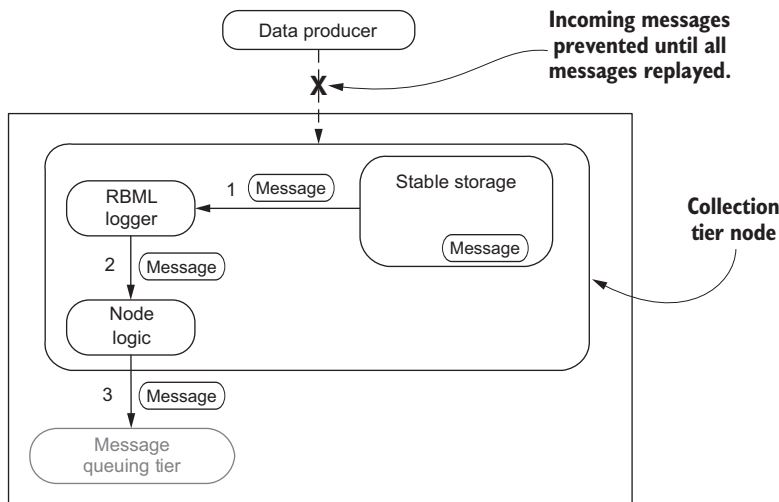 Data producer
Incoming messages
prevented until all
messages replayed.
X
RBML
logger
1
Message
Stable storage
Message
Collection
tier node
2
Message
Node
logic
3
Message
Message
queuing tier